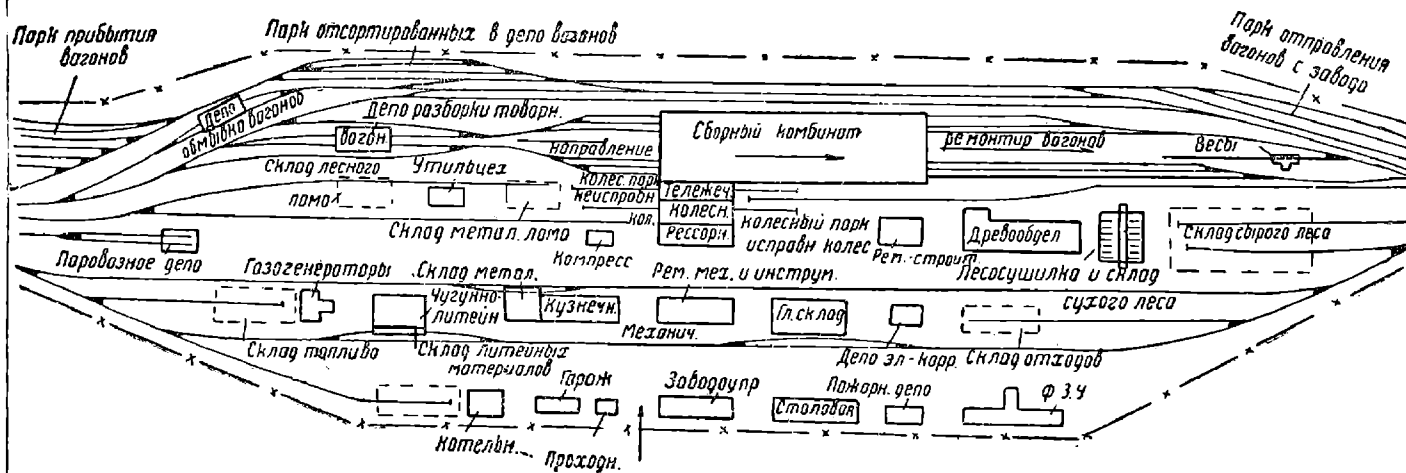 Парк прибытия
вагонов
Парк отсортированных в депо вагонов
Парк отправления
вагонов с завода
Депо
обмывки вагонов
Депо разборки товарн.
вагон.
направление
Сборный комбинат
ремонтир вагонов
Весы
Склад лесного
лома
Утильцех
Склад метал. лома
колес. парк
неисправн
кол.
Тележеч.
Колесн.
Рессорн.
Колесный парк
исправн колес
Компресс
Рем.-строит.
Древообдел
Лесосушилка и склад
сухого леса
Склад сырого леса
Паровозное депо
Газогенераторы
Склад топлива
Чугунно-
литейн
Склад литейных
материалов
Склад метал.
Кузнечн.
Механич.
Рем. мех. и инструм.
Гл. склад
Депо эл-карр.
Склад отходов
Котельн.
Гараж
Проходн.
Заводоупр
Столовая
Пожарн. депо
Ф.З.У